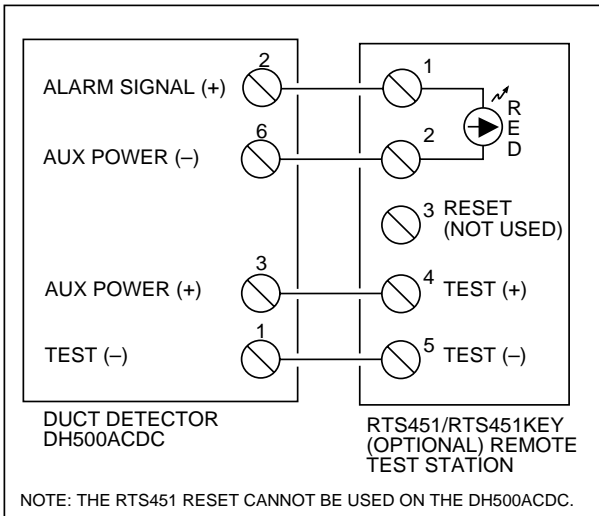 ALARM SIGNAL (+) 2 1
AUX POWER (–) 6 2
RED
3 RESET
(NOT USED)
AUX POWER (+) 3 4 TEST (+)
TEST (–) 1 5 TEST (–)
DUCT DETECTOR
DH500ACDC
RTS451/RTS451KEY
(OPTIONAL) REMOTE
TEST STATION
NOTE: THE RTS451 RESET CANNOT BE USED ON THE DH500ACDC.